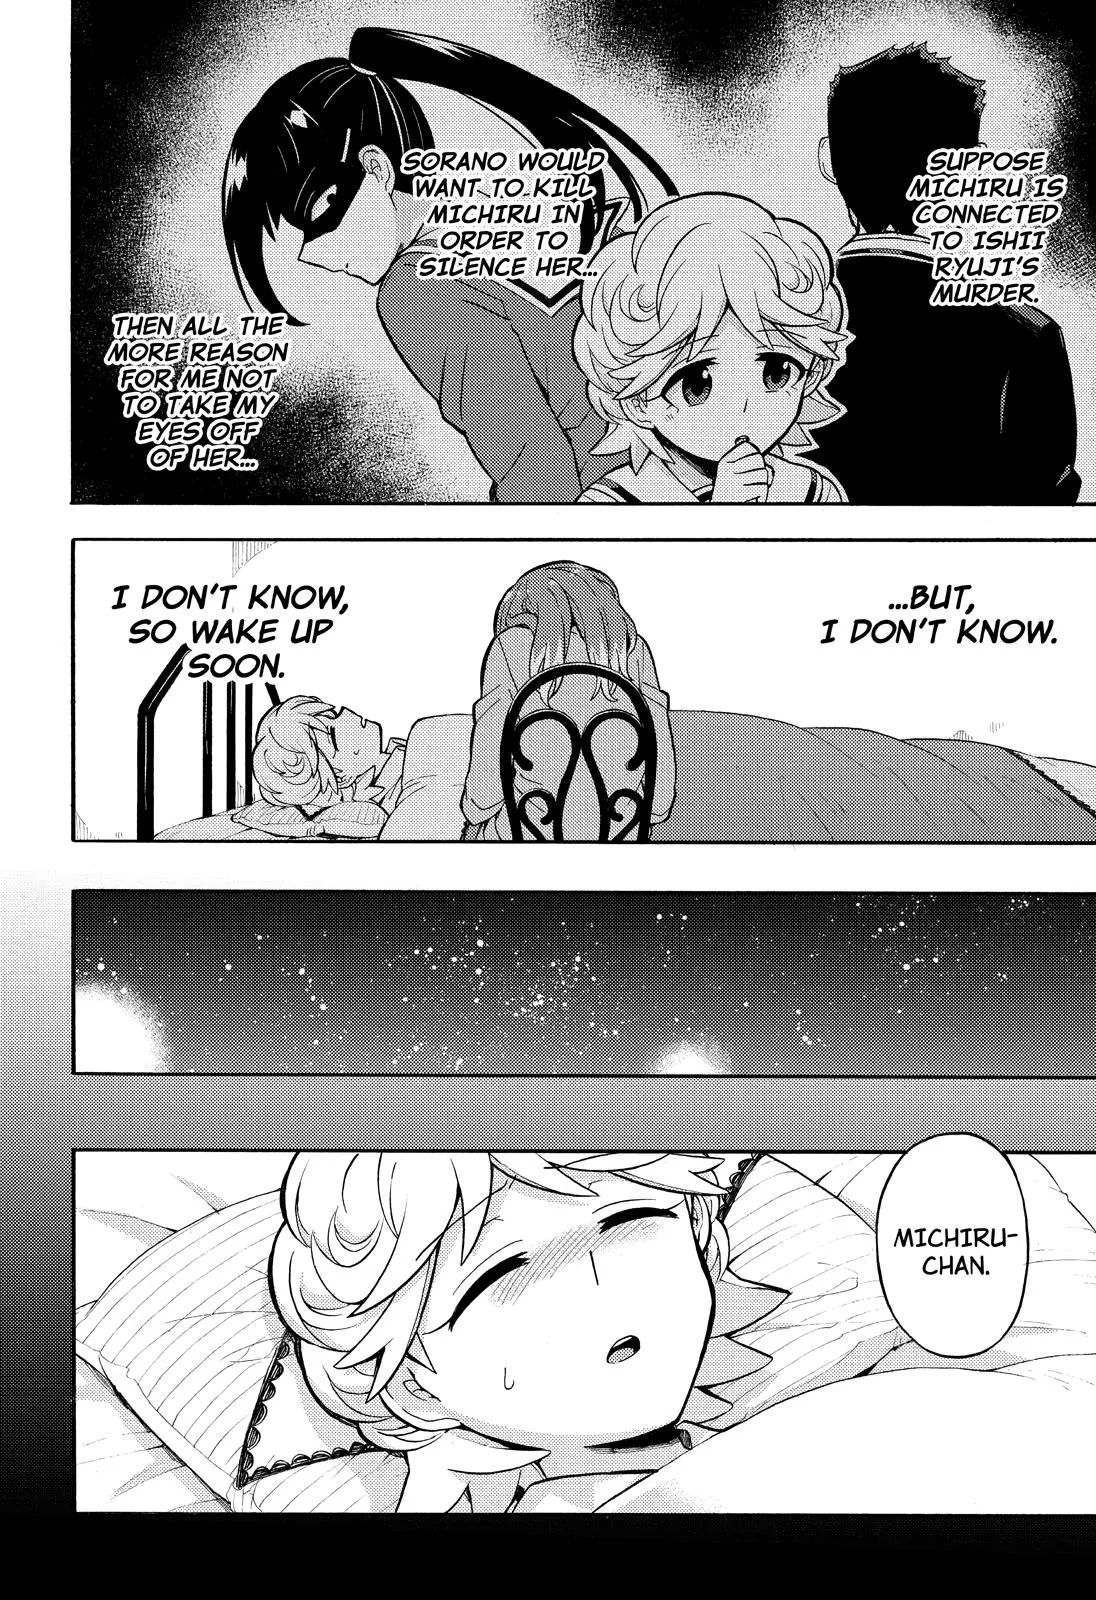 SUPPOSE
MICHIRU IS
CONNECTED
TO ISHII
RYUJI'S
MURDER.
SORANO WOULD
WANT TO KILL
MICHIRU IN
ORDER TO
SILENCE HER...
THEN ALL THE
MORE REASON
FOR ME NOT
TO TAKE MY
EYES OFF
OF HER...
...BUT,
I DON'T KNOW.
I DON'T KNOW,
SO WAKE UP
SOON.
MICHIRU-
CHAN.